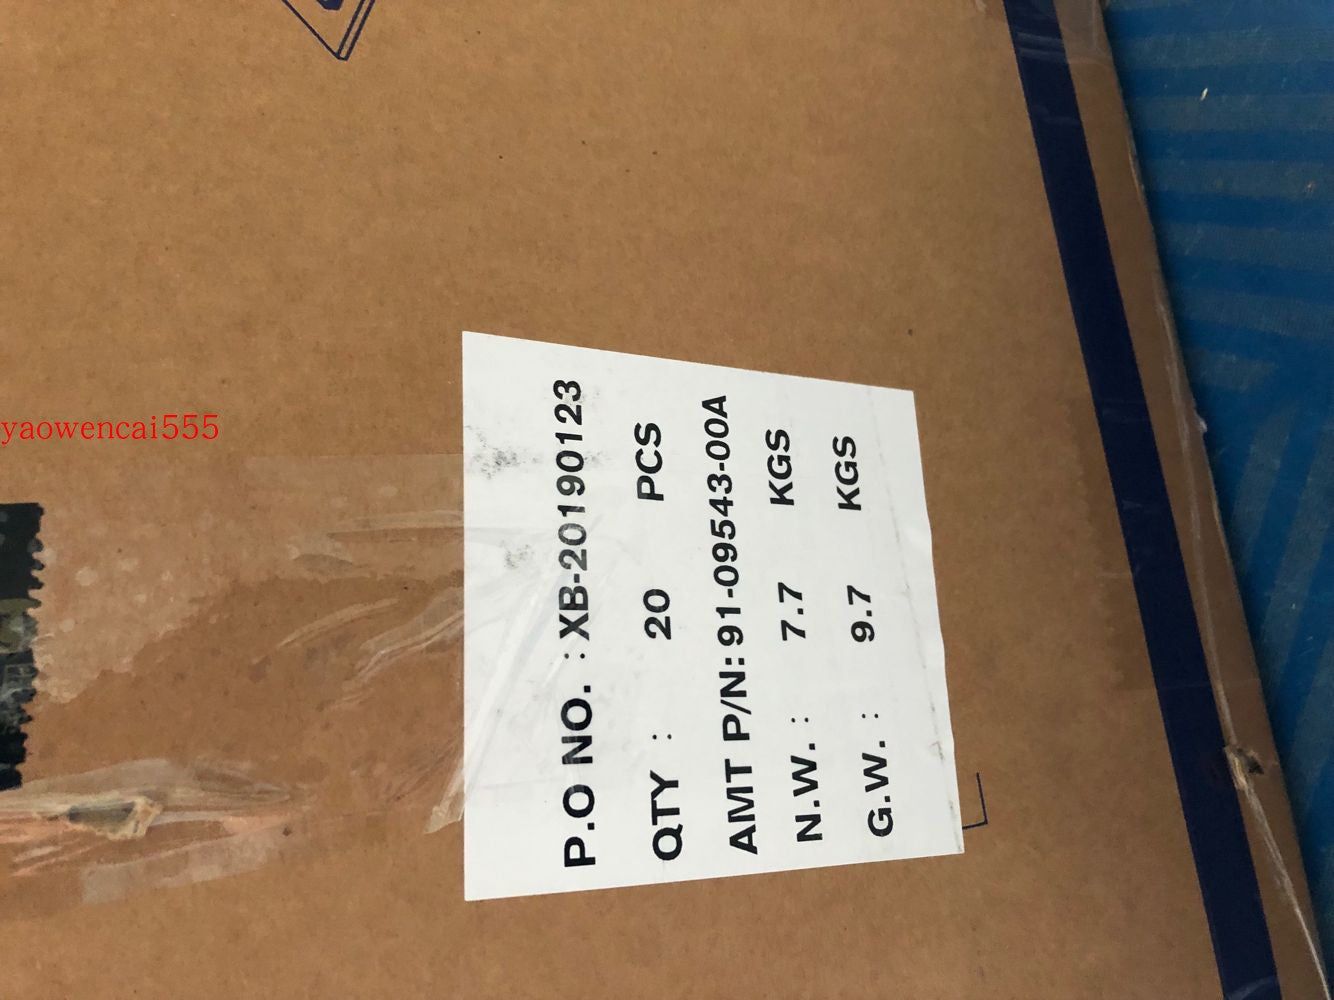 P.O NO. : XB-20190123
QTY : 20 PCS
AMT P/N: 91-09543-00A
N.W. : 7.7 KGS
G.W. : 9.7 KGS
yaowencai555